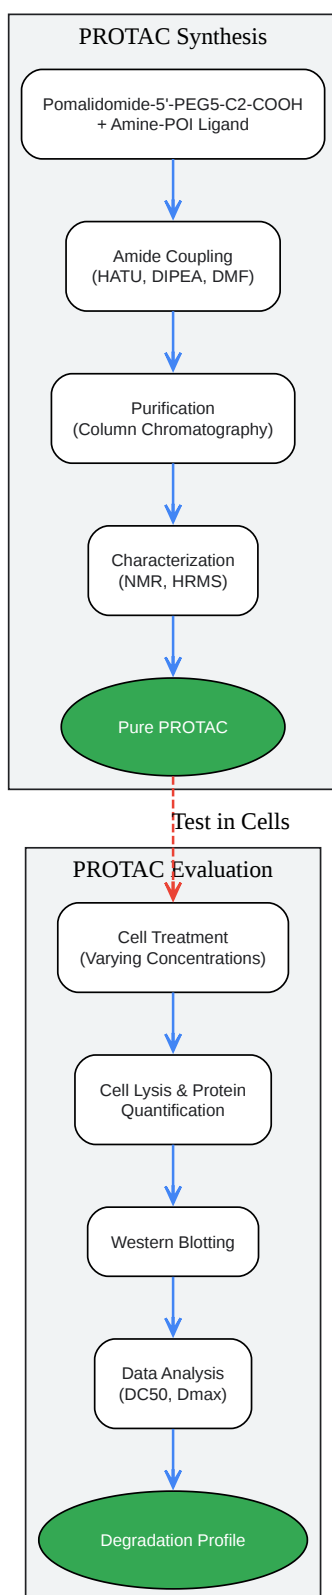 PROTAC Synthesis
Pomalidomide-5'-PEG5-C2-COOH
+ Amine-POI Ligand
Amide Coupling
(HATU, DIPEA, DMF)
Purification
(Column Chromatography)
Characterization
(NMR, HRMS)
Pure PROTAC
Test in Cells
PROTAC Evaluation
Cell Treatment
(Varying Concentrations)
Cell Lysis & Protein
Quantification
Western Blotting
Data Analysis
(DC50, Dmax)
Degradation Profile